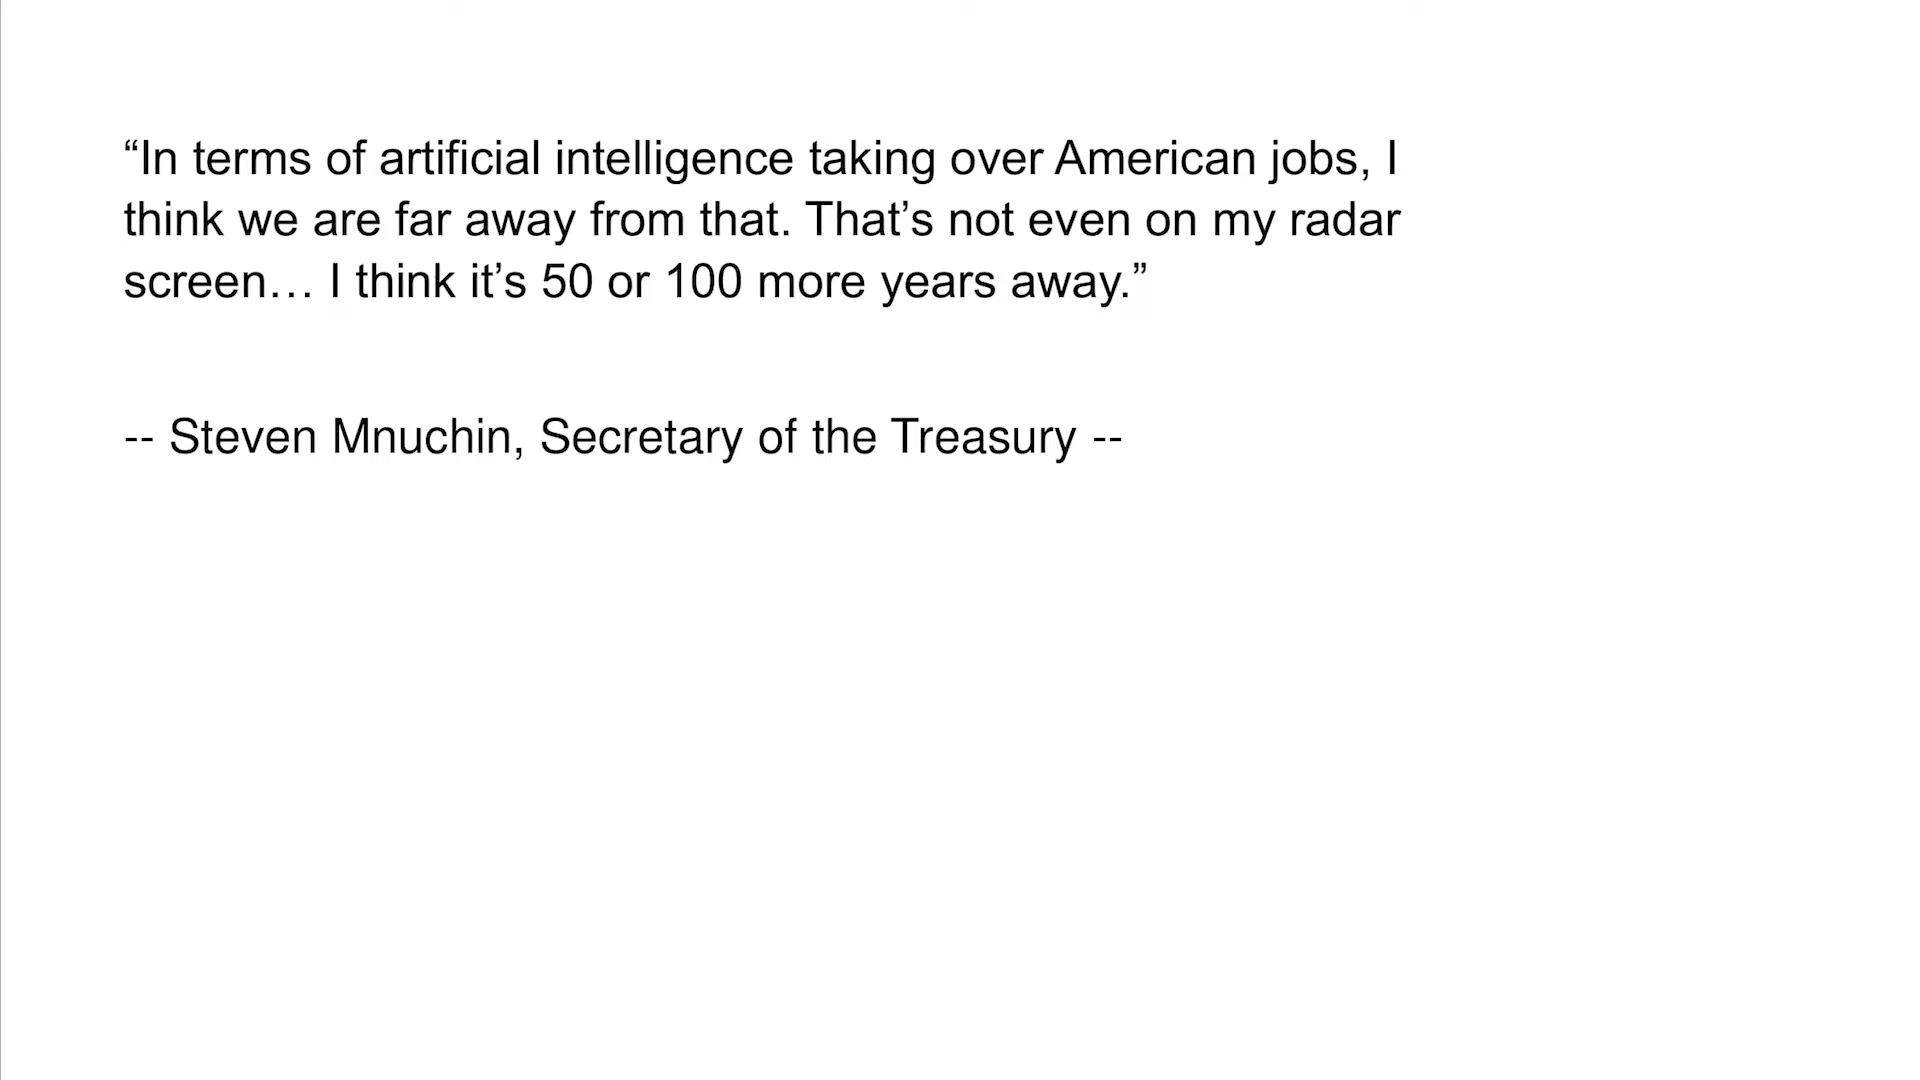 “In terms of artificial intelligence taking over American jobs, I
think we are far away from that. That’s not even on my radar
screen… I think it’s 50 or 100 more years away.”
-- Steven Mnuchin, Secretary of the Treasury --